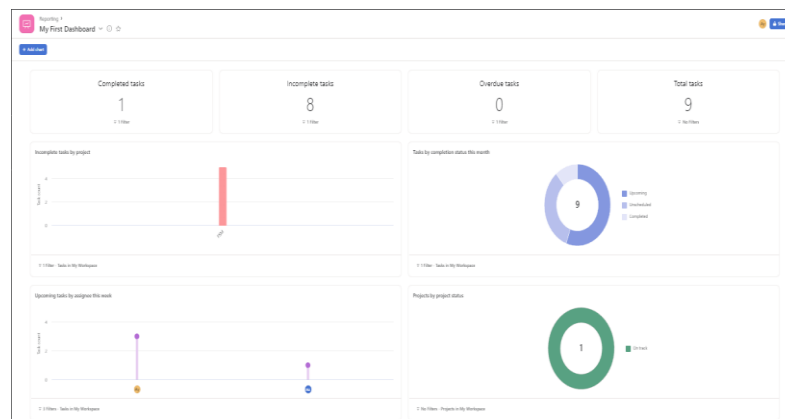 Reporting
My First Dashboard
+ Add chart
Completed tasks
1
1 Filter
Incomplete tasks
8
1 Filter
Overdue tasks
0
1 Filter
Total tasks
9
No Filters
Incomplete tasks by project
Task count
4
2
0
1 Filter · Tasks in My Workspace
Tasks by completion status this month
9
Upcoming
Unscheduled
Completed
1 Filter · Tasks in My Workspace
Upcoming tasks by assignee this week
Task count
4
2
0
Tasks in My Workspace
Projects by project status
1
On track
No Filters · Projects in My Workspace